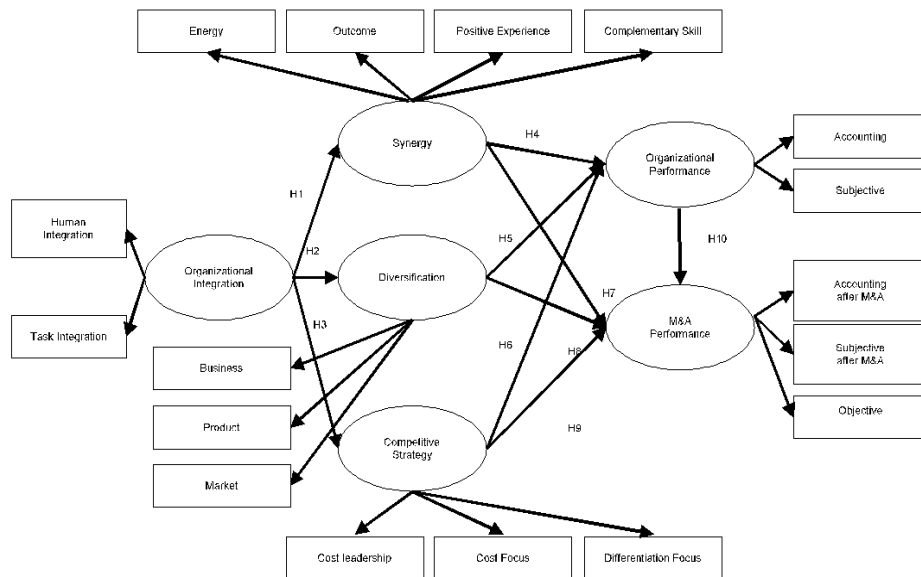 Energy
Outcome
Positive Experience
Complementary Skill
Synergy
H4
Organizational
Performance
Accounting
Subjective
H1
Human
Integration
H2
H5
H10
Organizational
Integration
Diversification
H7
Accounting
after M&A
M&A
Performance
Task Integration
H3
H6
H8
Subjective
after M&A
Business
Objective
Product
H9
Competitive
Strategy
Market
Cost leadership
Cost Focus
Differentiation Focus